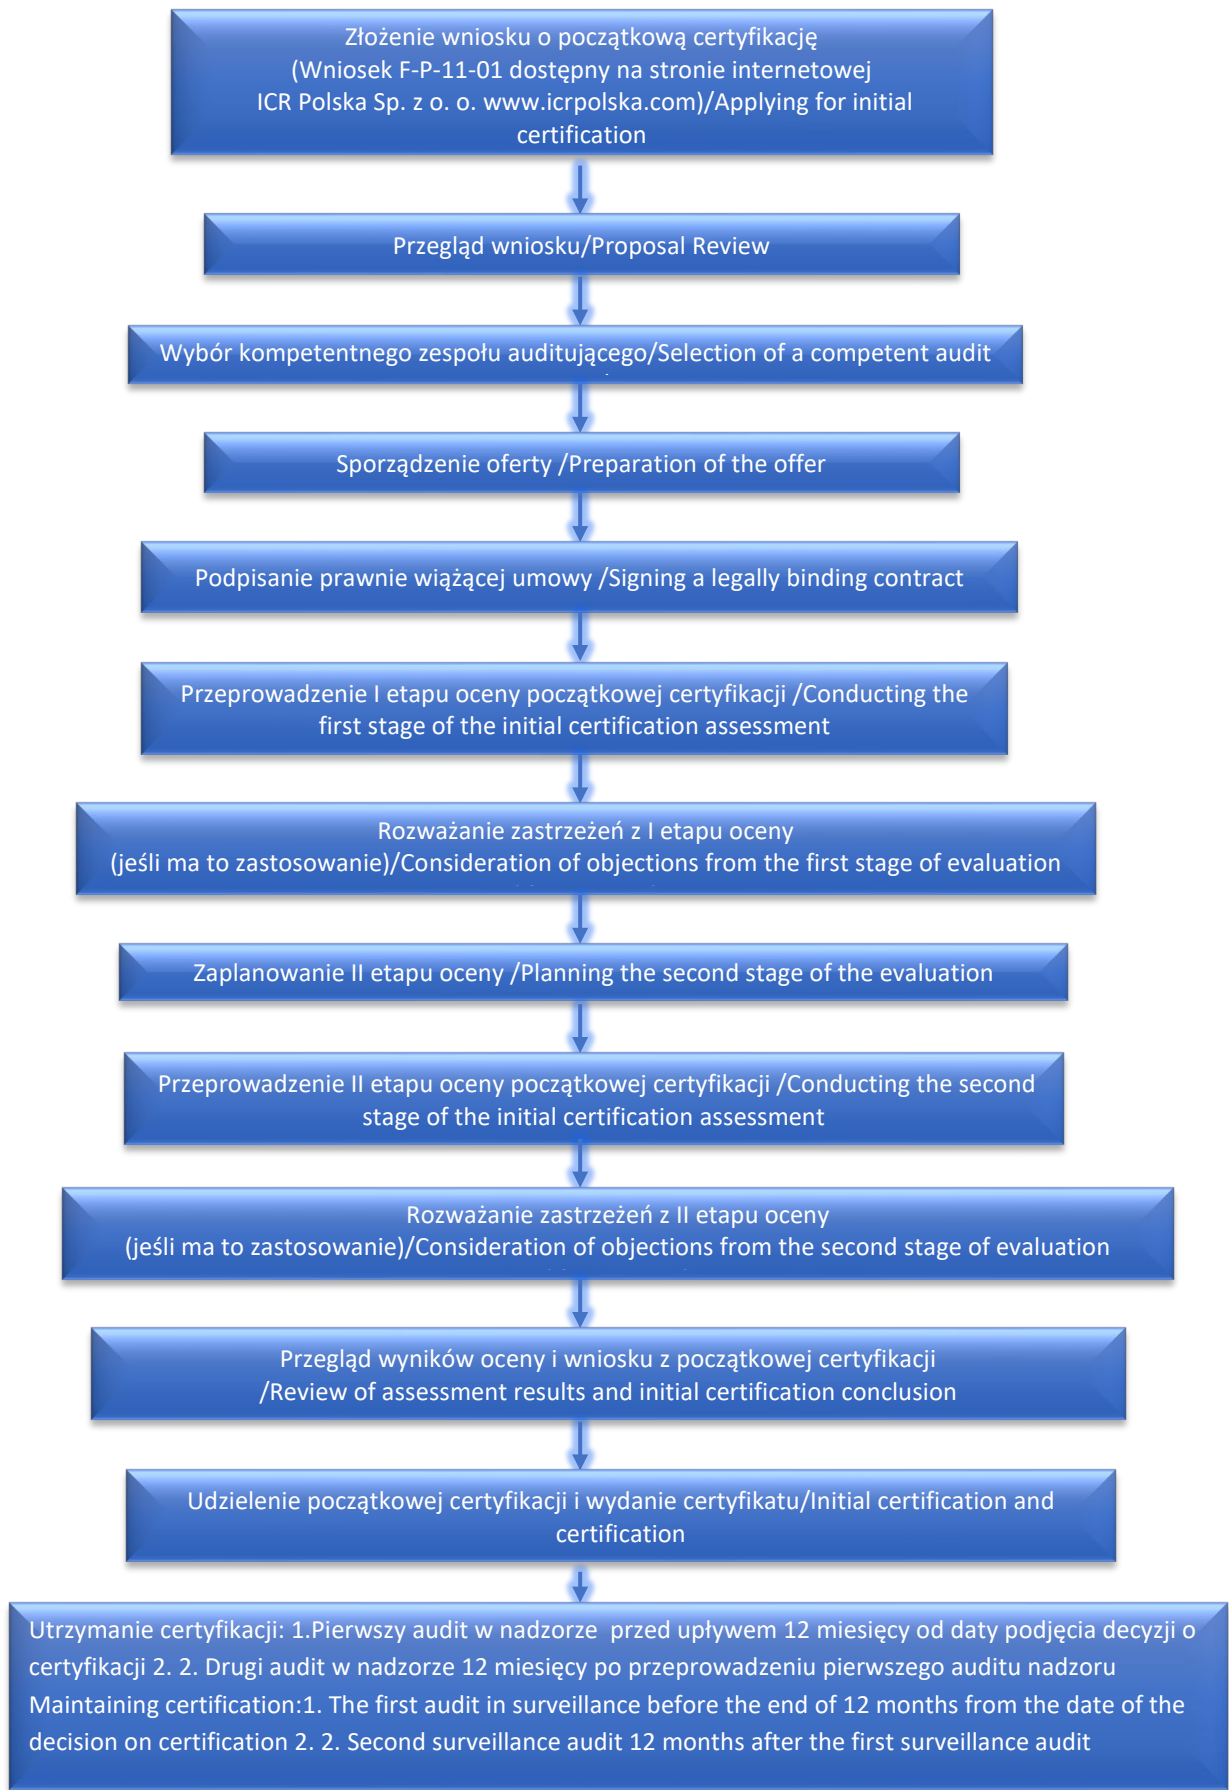 Złożenie wniosku o początkową certyfikację
(Wniosek F-P-11-01 dostępny na stronie internetowej
ICR Polska Sp. z o. o. www.icrpolska.com)/Applying for initial
certification
Przegląd wniosku/Proposal Review
Wybór kompetentnego zespołu auditującego/Selection of a competent audit
Sporządzenie oferty /Preparation of the offer
Podpisanie prawnie wiążącej umowy /Signing a legally binding contract
Przeprowadzenie I etapu oceny początkowej certyfikacji /Conducting the
first stage of the initial certification assessment
Rozważanie zastrzeżeń z I etapu oceny
(jeśli ma to zastosowanie)/Consideration of objections from the first stage of evaluation
Zaplanowanie II etapu oceny /Planning the second stage of the evaluation
Przeprowadzenie II etapu oceny początkowej certyfikacji /Conducting the second
stage of the initial certification assessment
Rozważanie zastrzeżeń z II etapu oceny
(jeśli ma to zastosowanie)/Consideration of objections from the second stage of evaluation
Przegląd wyników oceny i wniosku z początkowej certyfikacji
/Review of assessment results and initial certification conclusion
Udzielenie początkowej certyfikacji i wydanie certyfikatu/Initial certification and
certification
Utrzymanie certyfikacji: 1.Pierwszy audit w nadzorze  przed upływem 12 miesięcy od daty podjęcia decyzji o
certyfikacji 2. 2. Drugi audit w nadzorze 12 miesięcy po przeprowadzeniu pierwszego auditu nadzoru
Maintaining certification:1. The first audit in surveillance before the end of 12 months from the date of the
decision on certification 2. 2. Second surveillance audit 12 months after the first surveillance audit